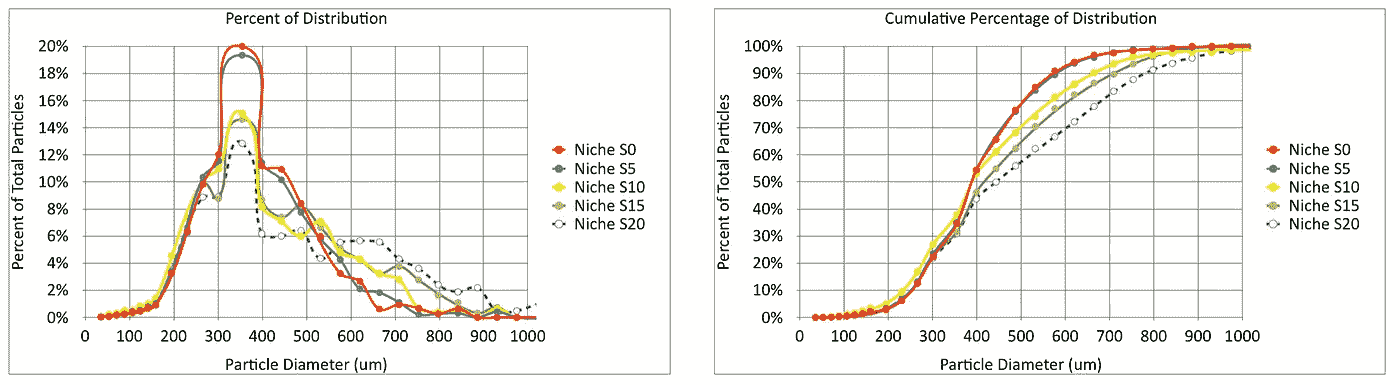 Percent of Distribution
20%
18%
16%
14%
12%
10%
8%
6%
4%
2%
0%
Percent of Total Particles
0 100 200 300 400 500 600 700 800 900 1000
Particle Diameter (um)
Niche S0
Niche S5
Niche S10
Niche S15
Niche S20
Cumulative Percentage of Distribution
100%
90%
80%
70%
60%
50%
40%
30%
20%
10%
0%
Percent of Total Particles
0 100 200 300 400 500 600 700 800 900 1000
Particle Diameter (um)
Niche S0
Niche S5
Niche S10
Niche S15
Niche S20